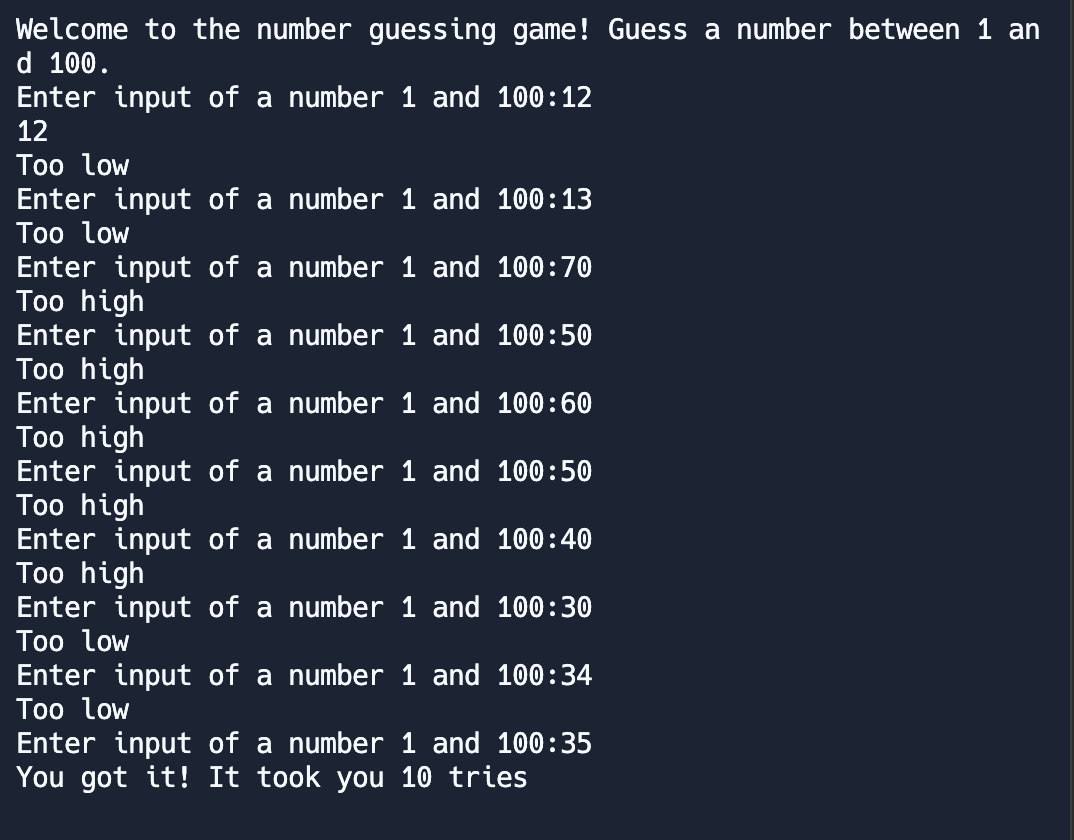 Welcome to the number guessing game! Guess a number between 1 an
d 100.
Enter input of a number 1 and 100:12
12
Too low
Enter input of a number 1 and 100:13
Too low
Enter input of a number 1 and 100:70
Too high
Enter input of a number 1 and 100:50
Too high
Enter input of a number 1 and 100:60
Too high
Enter input of a number 1 and 100:50
Too high
Enter input of a number 1 and 100:40
Too high
Enter input of a number 1 and 100:30
Too low
Enter input of a number 1 and 100:34
Too low
Enter input of a number 1 and 100:35
You got it! It took you 10 tries